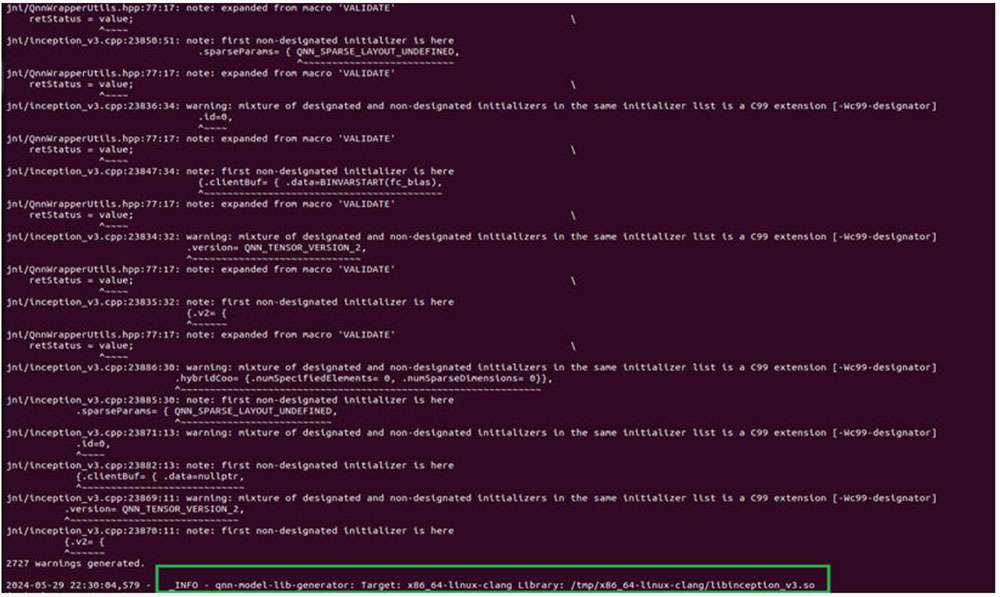 jni/QnnWrapperUtils.hpp:77:17: note: expanded from macro 'VALIDATE'
retStatus = value; \
^~~~~
jni/inception_v3.cpp:23850:51: note: first non-designated initializer is here
.sparseParams= { QNN_SPARSE_LAYOUT_UNDEFINED,
^~~~~~~~~~~~~~~~~~~~~~~~~~~
jni/QnnWrapperUtils.hpp:77:17: note: expanded from macro 'VALIDATE'
retStatus = value; \
^~~~~
jni/inception_v3.cpp:23836:34: warning: mixture of designated and non-designated initializers in the same initializer list is a C99 extension [-Wc99-designator]
.id=0,
^~~~~
jni/QnnWrapperUtils.hpp:77:17: note: expanded from macro 'VALIDATE'
retStatus = value; \
^~~~~
jni/inception_v3.cpp:23847:34: note: first non-designated initializer is here
{.clientBuf= { .data=BINVARSTART(fc_bias),
^~~~~~~~~~~~~~~~~~~~~~~~~~~~~~~~~~~~~~~~~
jni/QnnWrapperUtils.hpp:77:17: note: expanded from macro 'VALIDATE'
retStatus = value; \
^~~~~
jni/inception_v3.cpp:23834:32: warning: mixture of designated and non-designated initializers in the same initializer list is a C99 extension [-Wc99-designator]
.version= QNN_TENSOR_VERSION_2,
^~~~~~~~~~~~~~~~~~~~~~~~~~~~~
jni/QnnWrapperUtils.hpp:77:17: note: expanded from macro 'VALIDATE'
retStatus = value; \
^~~~~
jni/inception_v3.cpp:23835:32: note: first non-designated initializer is here
{.v2= {
^~~~~~~
jni/QnnWrapperUtils.hpp:77:17: note: expanded from macro 'VALIDATE'
retStatus = value; \
^~~~~
jni/inception_v3.cpp:23886:30: warning: mixture of designated and non-designated initializers in the same initializer list is a C99 extension [-Wc99-designator]
.hybridCoo= {.numSpecifiedElements= 0, .numSparseDimensions= 0}},
^~~~~~~~~~~~~~~~~~~~~~~~~~~~~~~~~~~~~~~~~~~~~~~~~~~~~~~~~~~~~~~
jni/inception_v3.cpp:23885:30: note: first non-designated initializer is here
.sparseParams= { QNN_SPARSE_LAYOUT_UNDEFINED,
^~~~~~~~~~~~~~~~~~~~~~~~~~~
jni/inception_v3.cpp:23871:13: warning: mixture of designated and non-designated initializers in the same initializer list is a C99 extension [-Wc99-designator]
.id=0,
^~~~~
jni/inception_v3.cpp:23882:13: note: first non-designated initializer is here
{.clientBuf= { .data=nullptr,
^~~~~~~~~~~~~~~~~~~~~~~~~~~~
jni/inception_v3.cpp:23869:11: warning: mixture of designated and non-designated initializers in the same initializer list is a C99 extension [-Wc99-designator]
.version= QNN_TENSOR_VERSION_2,
^~~~~~~~~~~~~~~~~~~~~~~~~~~~~
jni/inception_v3.cpp:23870:11: note: first non-designated initializer is here
{.v2= {
^~~~~~~
2727 warnings generated.
2024-05-29 22:30:04,579 - _INFO - qnn-model-lib-generator: Target: x86_64-linux-clang Library: /tmp/x86_64-linux-clang/libinception_v3.so